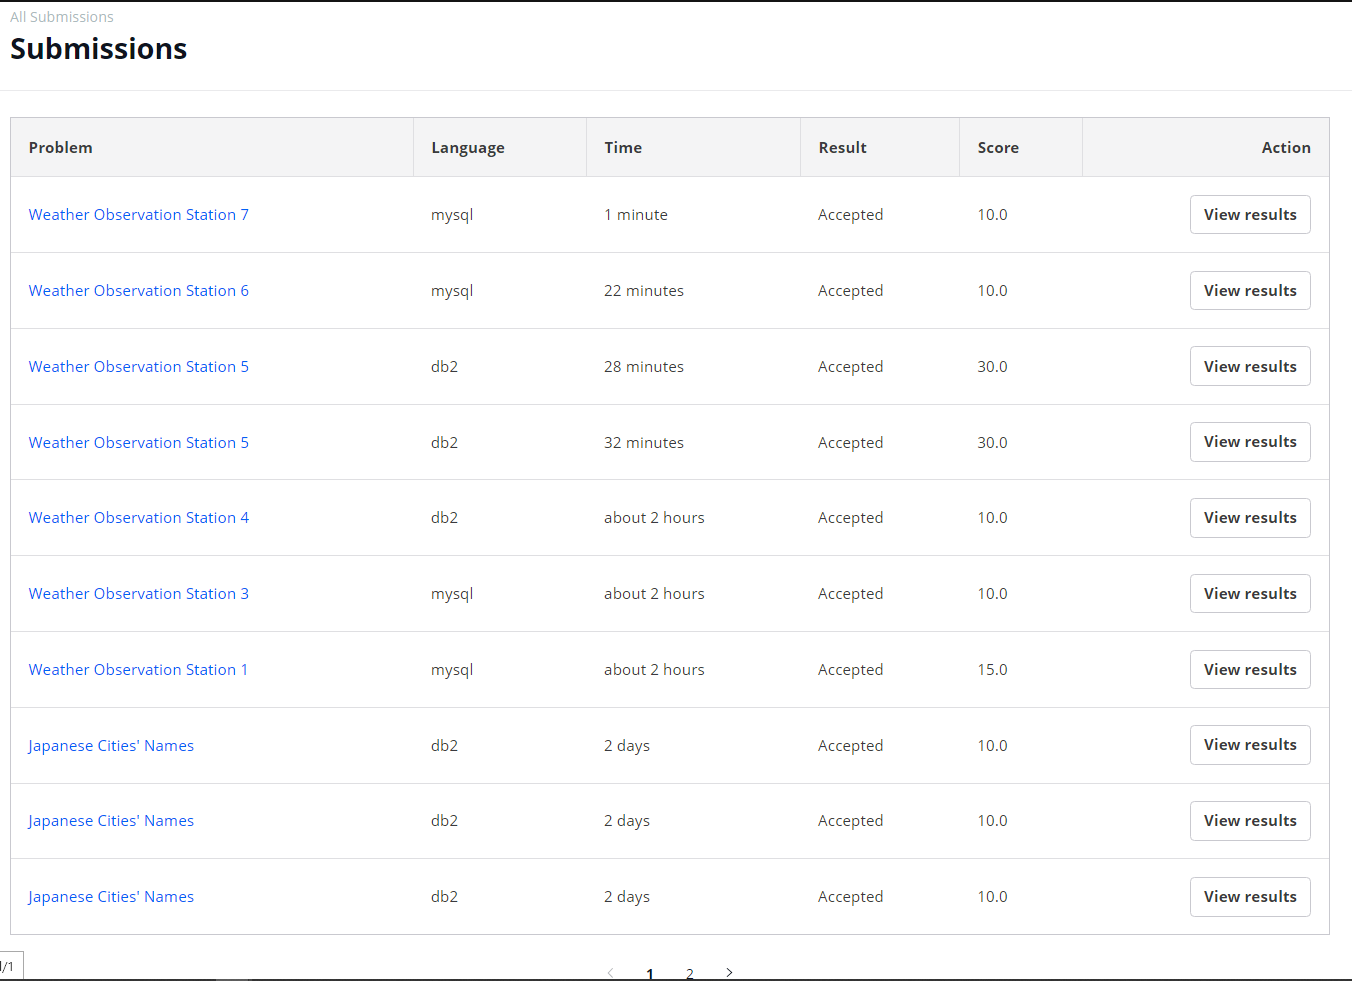 All Submissions
Submissions
Problem Language Time Result Score Action
Weather Observation Station 7 mysql 1 minute Accepted 10.0 View results
Weather Observation Station 6 mysql 22 minutes Accepted 10.0 View results
Weather Observation Station 5 db2 28 minutes Accepted 30.0 View results
Weather Observation Station 5 db2 32 minutes Accepted 30.0 View results
Weather Observation Station 4 db2 about 2 hours Accepted 10.0 View results
Weather Observation Station 3 mysql about 2 hours Accepted 10.0 View results
Weather Observation Station 1 mysql about 2 hours Accepted 15.0 View results
Japanese Cities' Names db2 2 days Accepted 10.0 View results
Japanese Cities' Names db2 2 days Accepted 10.0 View results
Japanese Cities' Names db2 2 days Accepted 10.0 View results
/1
< 1 2 >